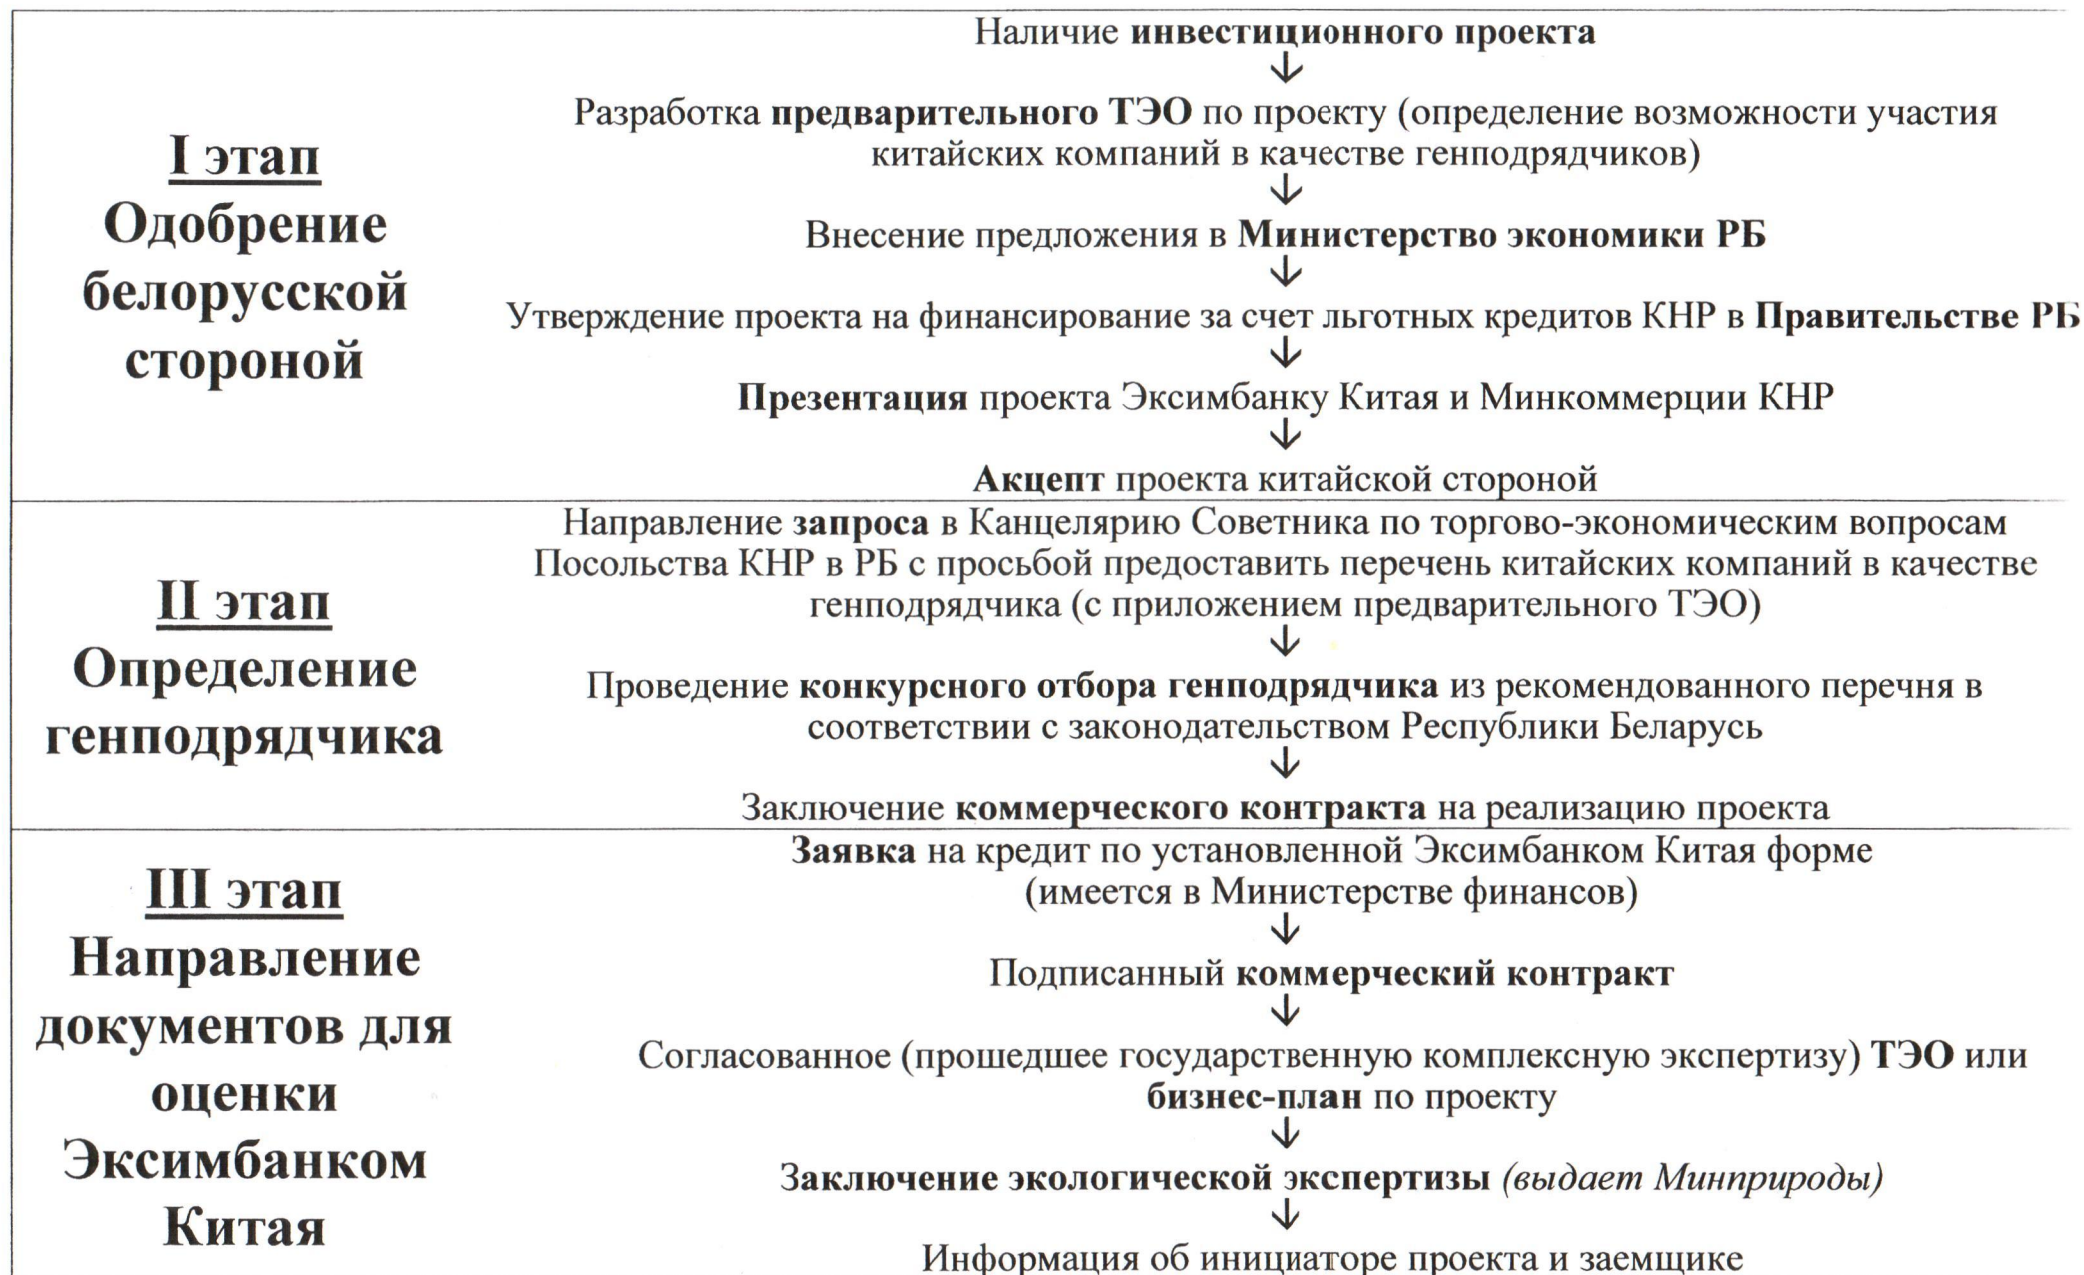 I этап
Одобрение
белорусской
стороной
Наличие инвестиционного проекта
↓
Разработка предварительного ТЭО по проекту (определение возможности участия
китайских компаний в качестве генподрядчиков)
↓
Внесение предложения в Министерство экономики РБ
↓
Утверждение проекта на финансирование за счет льготных кредитов КНР в Правительстве РБ
↓
Презентация проекта Эксимбанку Китая и Минкоммерции КНР
↓
Акцепт проекта китайской стороной
II этап
Определение
генподрядчика
Направление запроса в Канцелярию Советника по торгово-экономическим вопросам
Посольства КНР в РБ с просьбой предоставить перечень китайских компаний в качестве
генподрядчика (с приложением предварительного ТЭО)
↓
Проведение конкурсного отбора генподрядчика из рекомендованного перечня в
соответствии с законодательством Республики Беларусь
↓
Заключение коммерческого контракта на реализацию проекта
III этап
Направление
документов для
оценки
Эксимбанком
Китая
Заявка на кредит по установленной Эксимбанком Китая форме
(имеется в Министерстве финансов)
↓
Подписанный коммерческий контракт
↓
Согласованное (прошедшее государственную комплексную экспертизу) ТЭО или
бизнес-план по проекту
↓
Заключение экологической экспертизы (выдает Минприроды)
↓
Информация об инициаторе проекта и заемщике